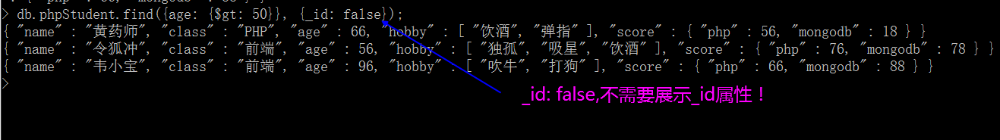 > db.phpStudent.find({age: {$gt: 50}}, {_id: false});
{ "name" : "黄药师", "class" : "PHP", "age" : 66, "hobby" : [ "饮酒", "弹指" ], "score" : { "php" : 56, "mongodb" : 18 } }
{ "name" : "令狐冲", "class" : "前端", "age" : 56, "hobby" : [ "独孤", "吸星", "饮酒" ], "score" : { "php" : 76, "mongodb" : 78 } }
{ "name" : "韦小宝", "class" : "前端", "age" : 96, "hobby" : [ "吹牛", "打狗" ], "score" : { "php" : 66, "mongodb" : 88 } }
>
_id: false,不需要展示_id属性！